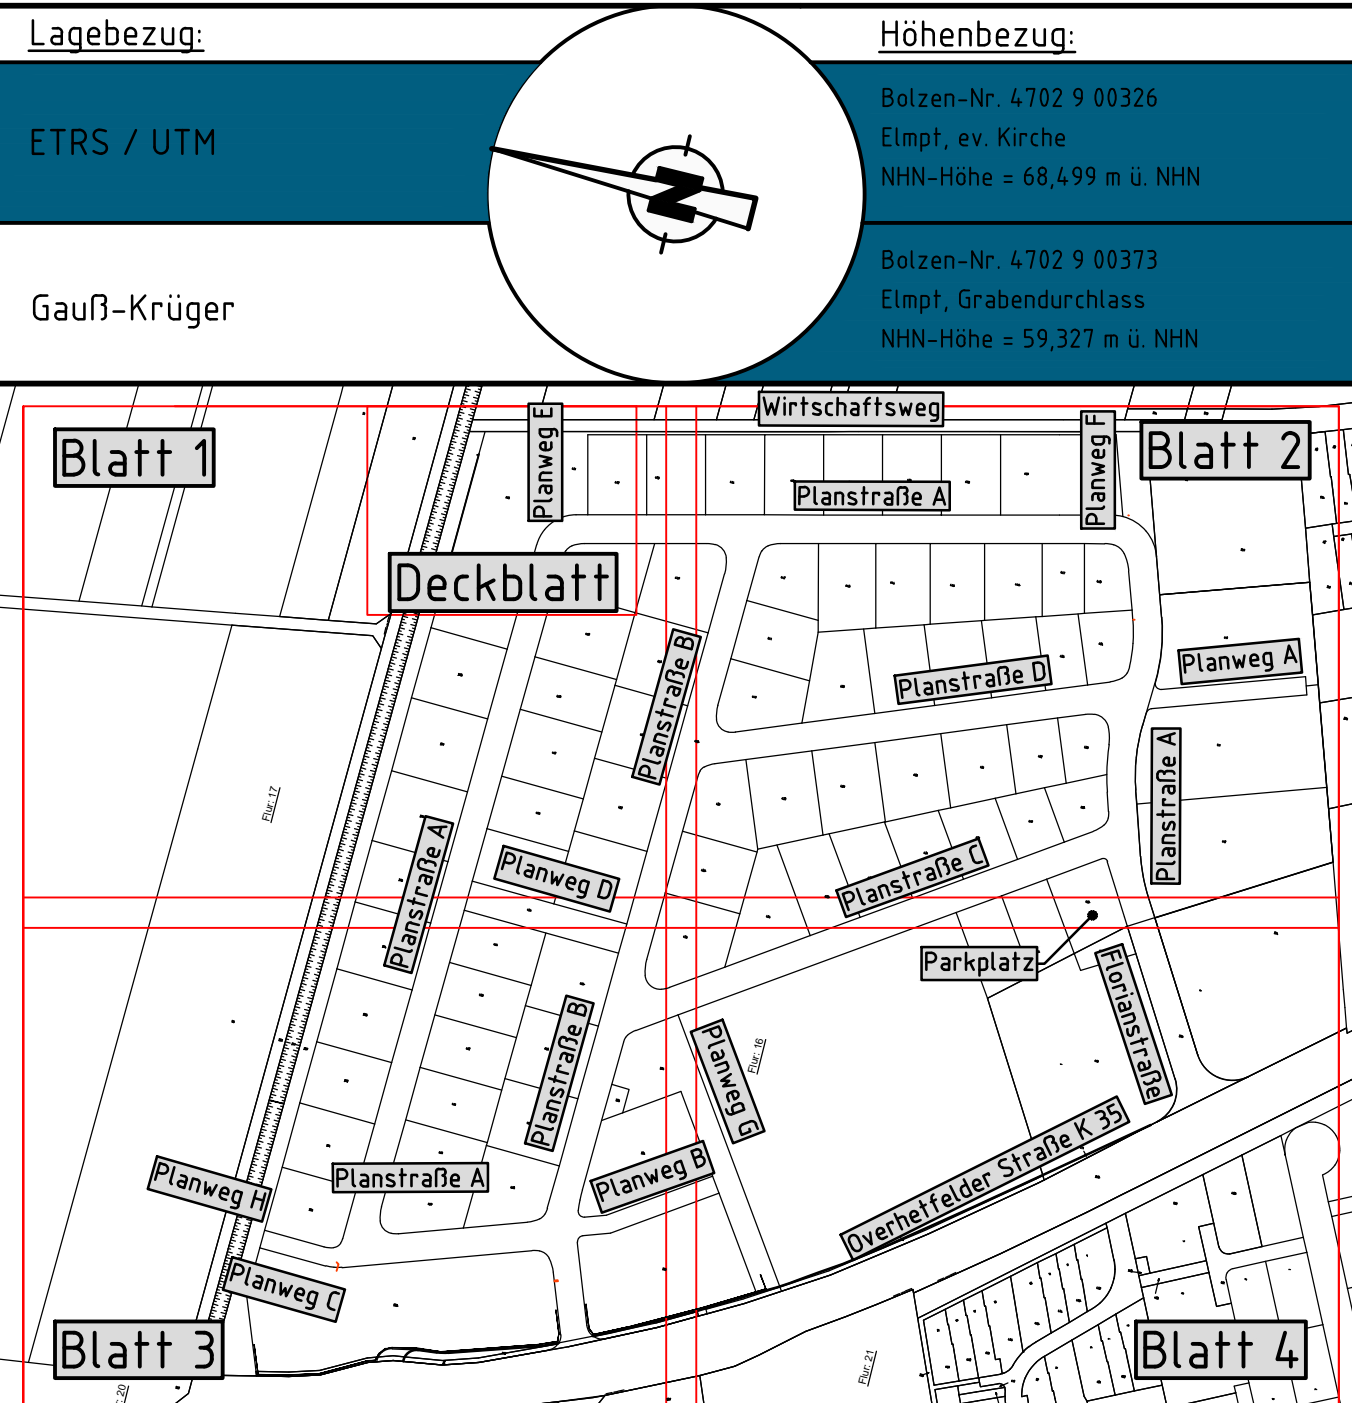 Lagebezug:
Höhenbezug:
ETRS / UTM
Bolzen-Nr. 4702 9 00326
Elmpt, ev. Kirche
NHN-Höhe = 68,499 m ü. NHN
Gauß-Krüger
Bolzen-Nr. 4702 9 00373
Elmpt, Grabendurchlass
NHN-Höhe = 59,327 m ü. NHN
N
Wirtschaftsweg
Blatt 1
Planweg E
Planweg F
Blatt 2
Planstraße A
Deckblatt
Planstraße B
Planweg A
Planstraße D
Planstraße A
Flur: 17
Planstraße A
Planweg D
Planstraße C
Parkplatz
Florianstraße
Planstraße B
Planweg G
Flur: 16
Overhetfelder Straße K 35
Planweg H
Planstraße A
Planweg B
Planweg C
Blatt 3
Blatt 4
Flur: 21
: 20